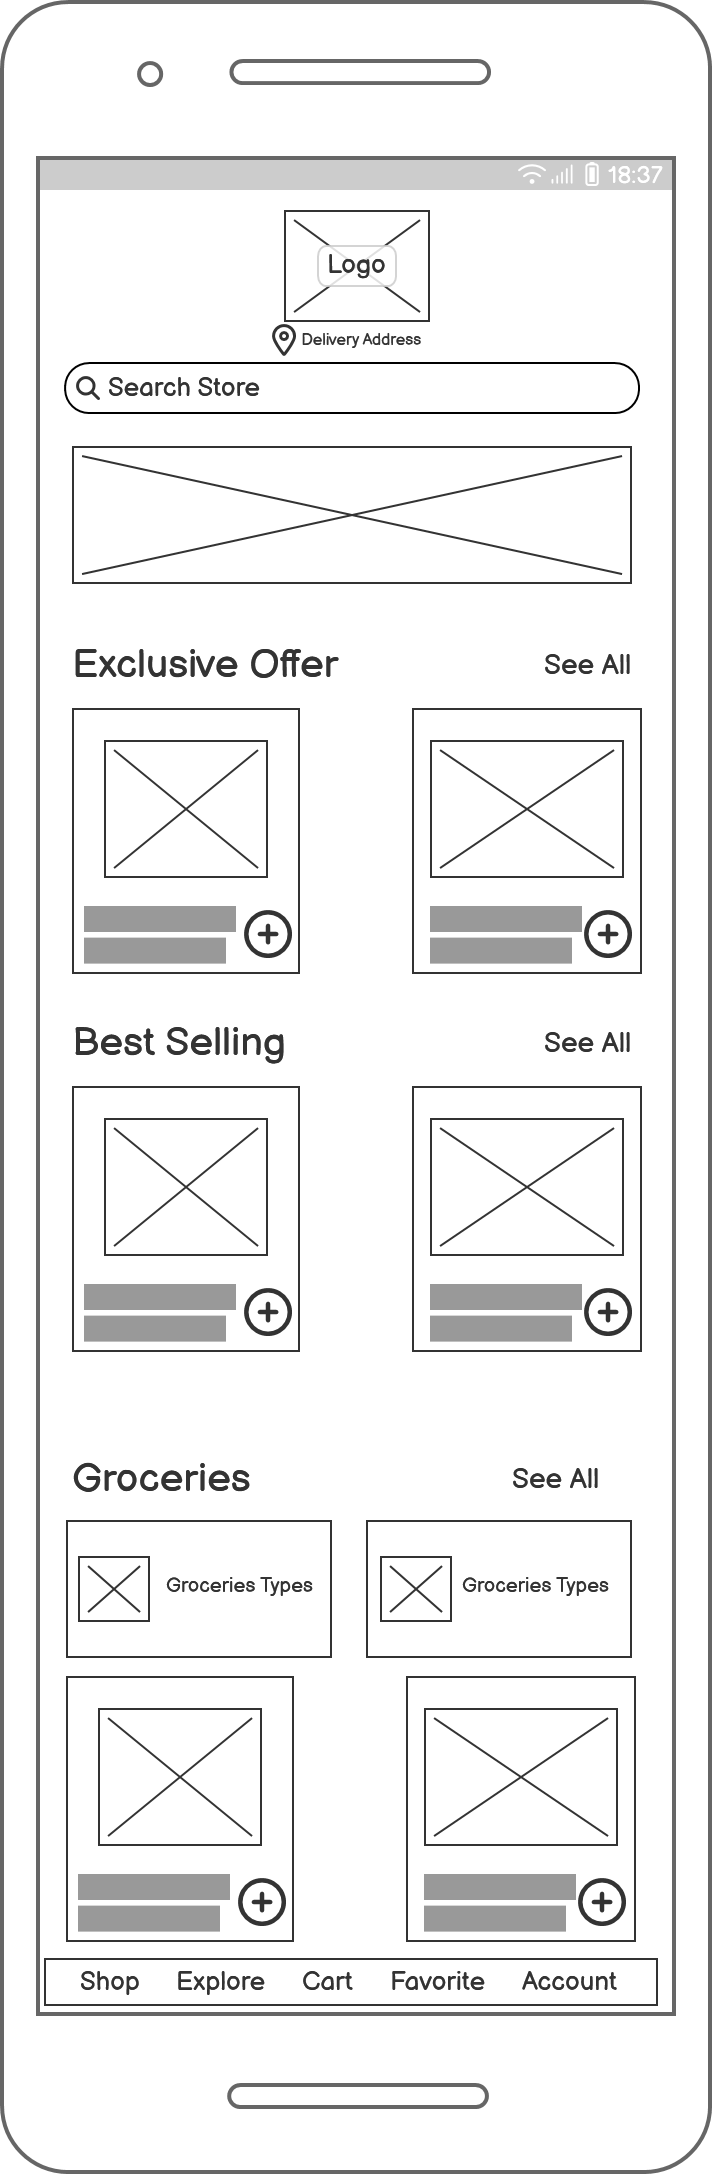 18:37
Logo
Delivery Address
Search Store
Exclusive Offer See All
Best Selling See All
Groceries See All
Groceries Types Groceries Types
Shop Explore Cart Favorite Account